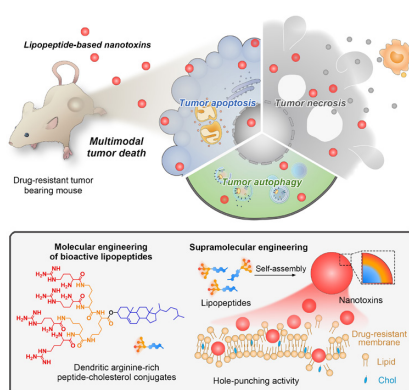 Lipopeptide-based nanotoxins
Tumor apoptosis
Tumor necrosis
Multimodal
tumor death
Drug-resistant tumor
bearing mouse
Tumor autophagy
Molecular engineering
of bioactive lipopeptides
Supramolecular engineering
Self-assembly
Lipopeptides
Nanotoxins
Drug-resistant
membrane
Lipid
Chol
Dendritic arginine-rich
peptide-cholesterol conjugates
Hole-punching activity